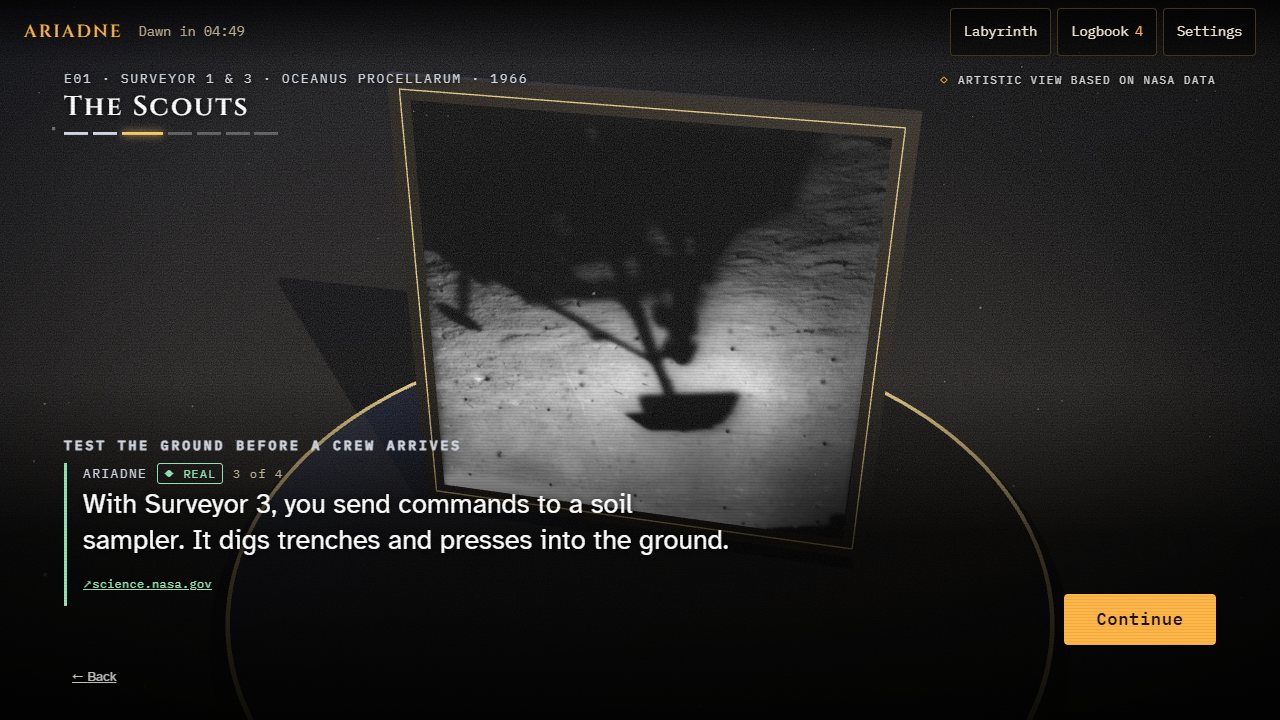 ARIADNE Dawn in 04:49
Labyrinth
Logbook 4
Settings
E01 · SURVEYOR 1 & 3 · OCEANUS PROCELLARUM · 1966
The Scouts
◇ ARTISTIC VIEW BASED ON NASA DATA
TEST THE GROUND BEFORE A CREW ARRIVES
ARIADNE ◆ REAL 3 of 4
With Surveyor 3, you send commands to a soil
sampler. It digs trenches and presses into the ground.
↗science.nasa.gov
Continue
← Back